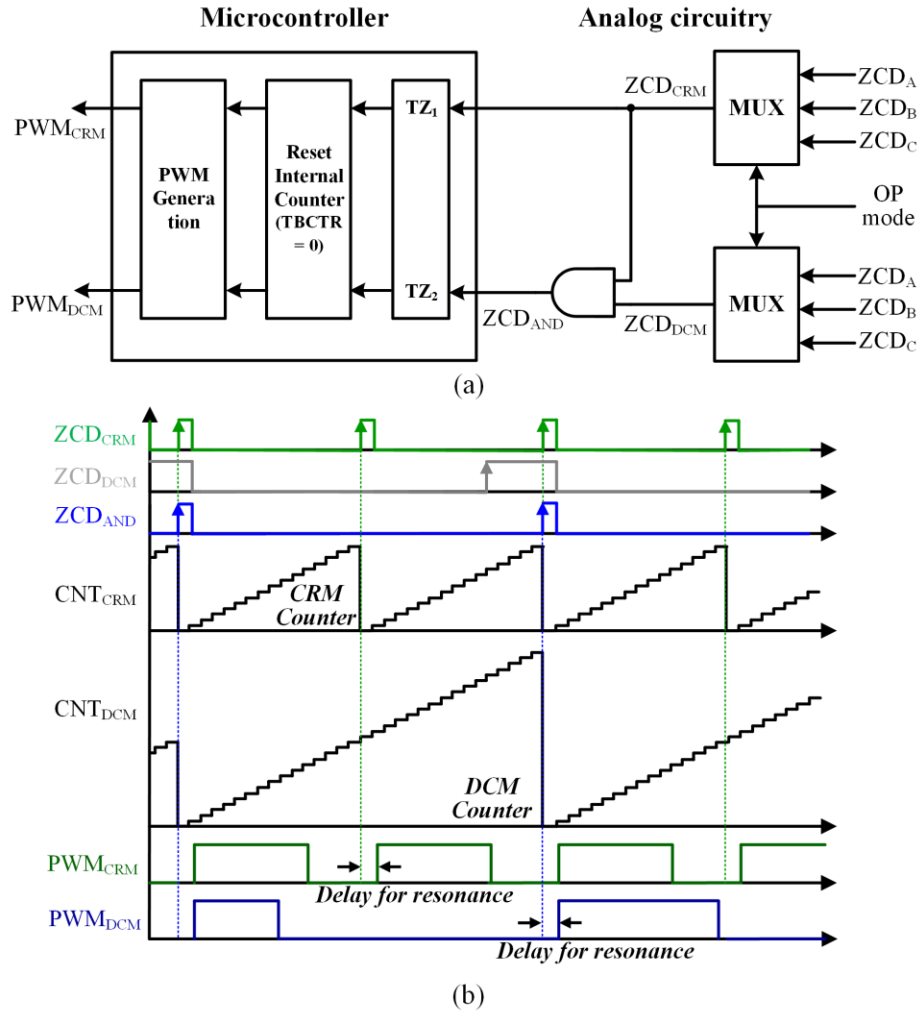 Microcontroller
Analog circuitry
PWM_CRM
PWM_DCM
PWM
Genera
tion
Reset
Internal
Counter
(TBCTR
= 0)
TZ₁
TZ₂
ZCD_CRM
ZCD_AND
ZCD_DCM
MUX
ZCD_A
ZCD_B
ZCD_C
OP
mode
MUX
ZCD_A
ZCD_B
ZCD_C
(a)
ZCD_CRM
ZCD_DCM
ZCD_AND
CNT_CRM
CRM
Counter
CNT_DCM
DCM
Counter
PWM_CRM
Delay for resonance
PWM_DCM
Delay for resonance
(b)